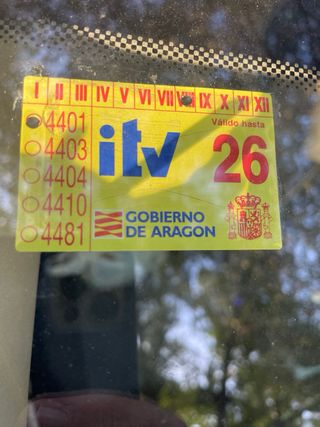 I II III IV V VI VII IX X XI XII
4401
4403
4404
4410
4481
itv
Válido hasta
26
GOBIERNO
DE ARAGON